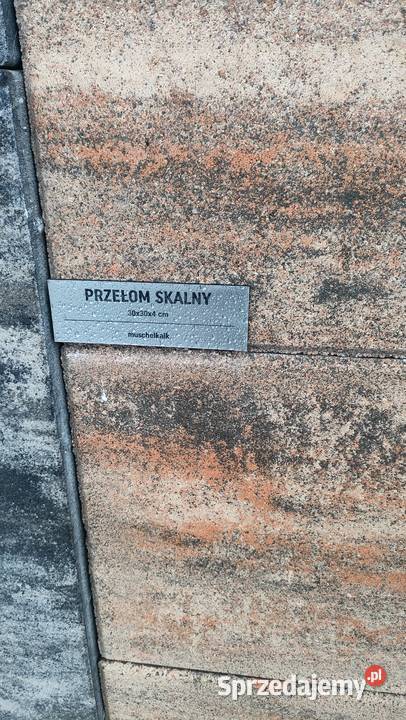 PRZEŁOM SKALNY
30x30x4 cm
muschelkalk
Sprzedajemy.pl